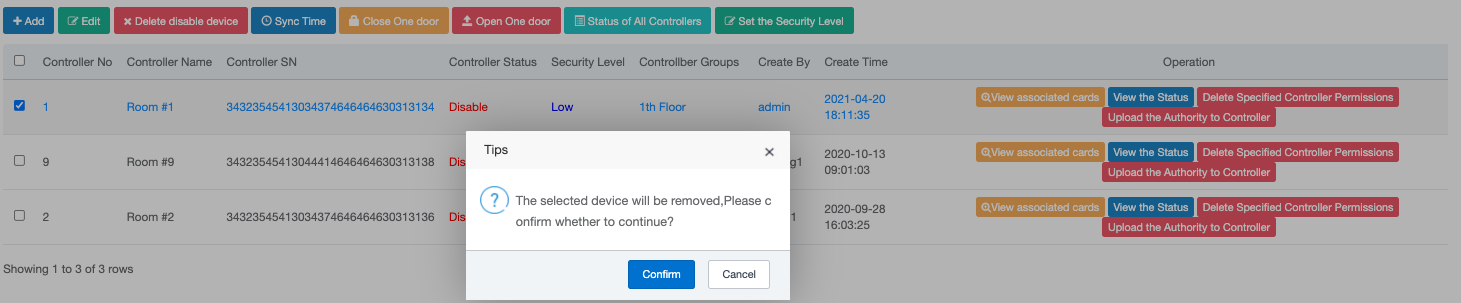 Add Edit Delete disable device Sync Time Close One door Open One door Status of All Controllers Set the Security Level
Controller No Controller Name Controller SN Controller Status Security Level Controllber Groups Create By Create Time Operation
1 Room #1 34323545413034374646464630313134 Disable Low 1th Floor admin 2021-04-20 View associated cards View the Status Delete Specified Controller Permissions
18:11:35 Upload the Authority to Controller
Tips
9 Room #9 34323545413044414646464630313138 Dis g1 2020-10-13 View associated cards View the Status Delete Specified Controller Permissions
09:01:03 Upload the Authority to Controller
The selected device will be removed,Please c
onfirm whether to continue?
2 Room #2 34323545413034374646464630313136 Dis 1 2020-09-28 View associated cards View the Status Delete Specified Controller Permissions
16:03:25 Upload the Authority to Controller
Showing 1 to 3 of 3 rows
Confirm Cancel